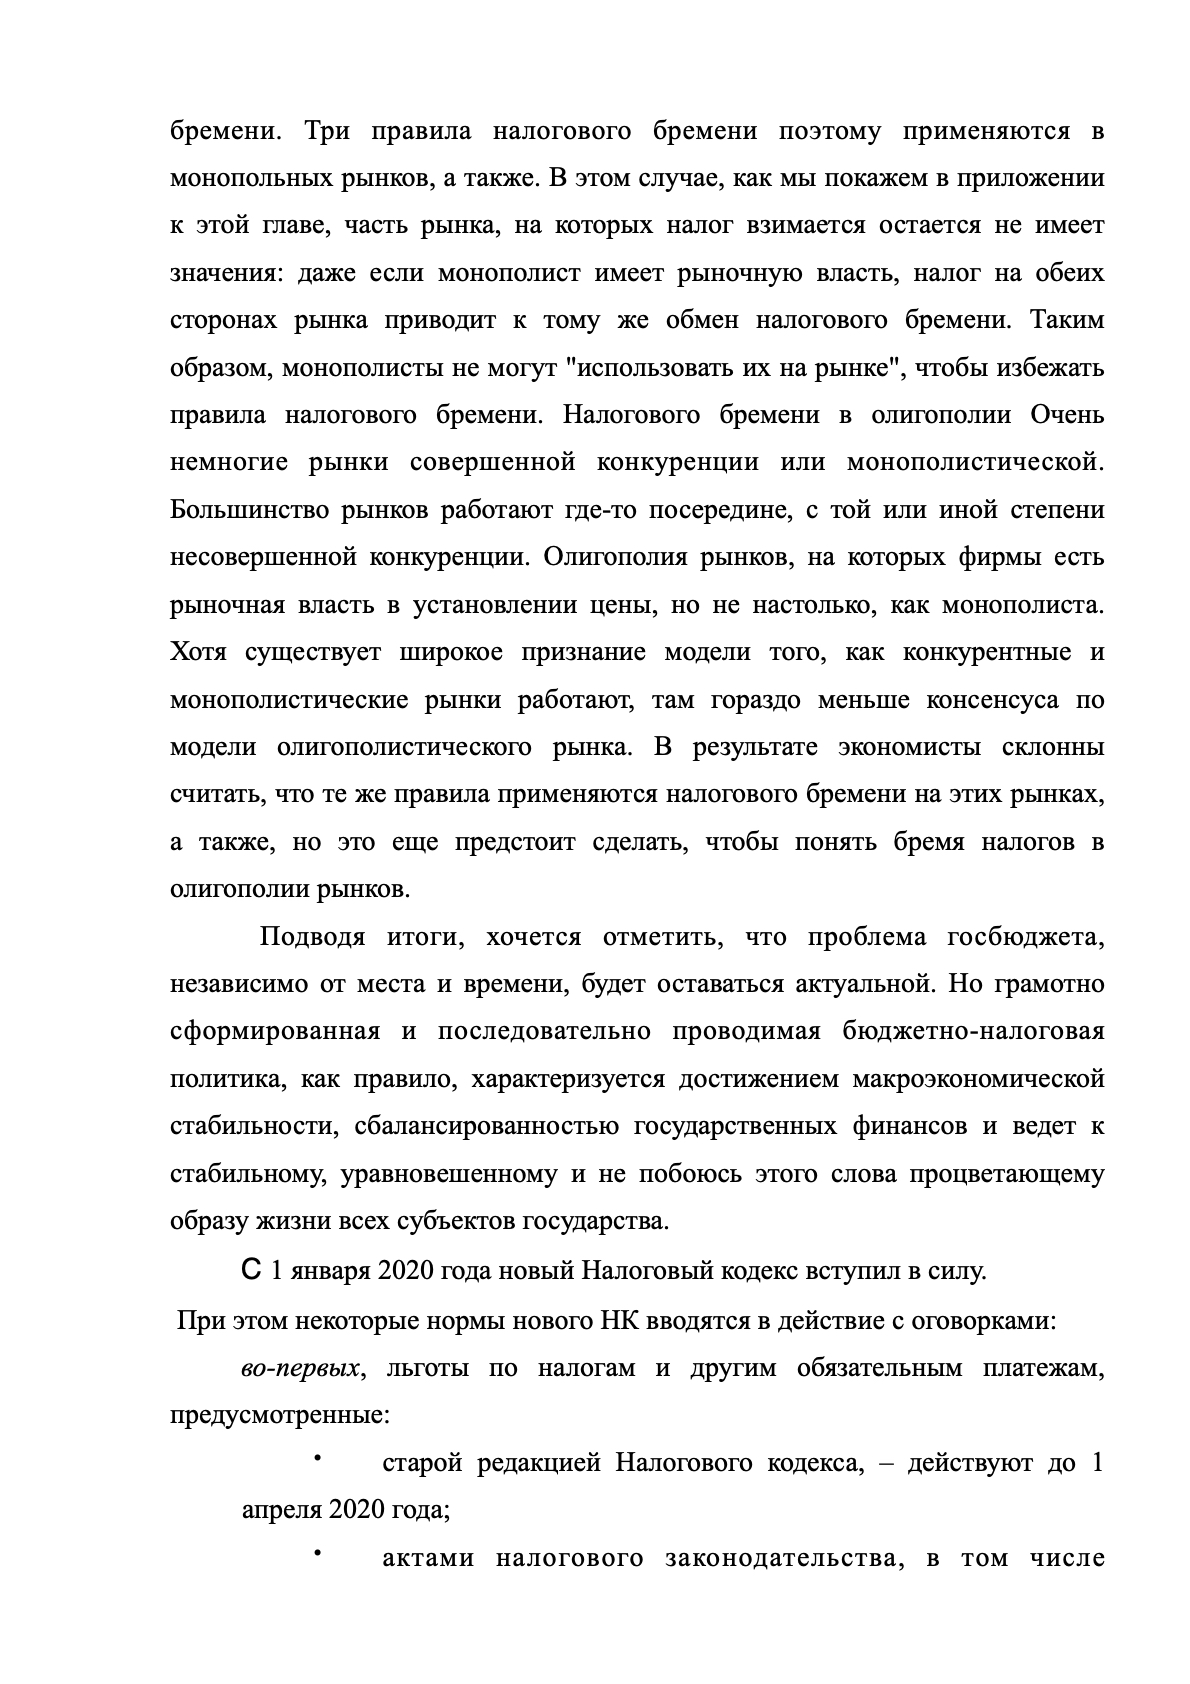 бремени. Три правила налогового бремени поэтому применяются в
монопольных рынков, а также. В этом случае, как мы покажем в приложении
к этой главе, часть рынка, на которых налог взимается остается не имеет
значения: даже если монополист имеет рыночную власть, налог на обеих
сторонах рынка приводит к тому же обмен налогового бремени. Таким
образом, монополисты не могут "использовать их на рынке", чтобы избежать
правила налогового бремени. Налогового бремени в олигополии Очень
немногие рынки совершенной конкуренции или монополистической.
Большинство рынков работают где-то посередине, с той или иной степени
несовершенной конкуренции. Олигополия рынков, на которых фирмы есть
рыночная власть в установлении цены, но не настолько, как монополиста.
Хотя существует широкое признание модели того, как конкурентные и
монополистические рынки работают, там гораздо меньше консенсуса по
модели олигополистического рынка. В результате экономисты склонны
считать, что те же правила применяются налогового бремени на этих рынках,
а также, но это еще предстоит сделать, чтобы понять бремя налогов в
олигополии рынков.
Подводя итоги, хочется отметить, что проблема госбюджета,
независимо от места и времени, будет оставаться актуальной. Но грамотно
сформированная и последовательно проводимая бюджетно-налоговая
политика, как правило, характеризуется достижением макроэкономической
стабильности, сбалансированностью государственных финансов и ведет к
стабильному, уравновешенному и не побоюсь этого слова процветающему
образу жизни всех субъектов государства.
С 1 января 2020 года новый Налоговый кодекс вступил в силу.
При этом некоторые нормы нового НК вводятся в действие с оговорками:
во-первых, льготы по налогам и другим обязательным платежам,
предусмотренные:
• старой редакцией Налогового кодекса, – действуют до 1
апреля 2020 года;
• актами налогового законодательства, в том числе